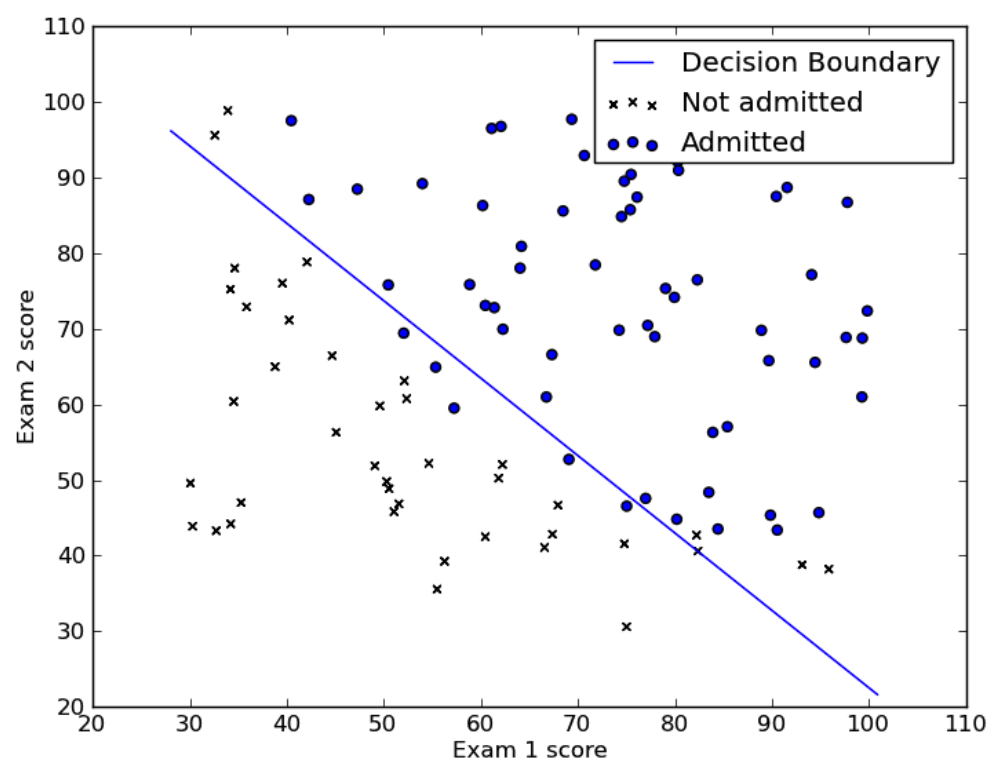 110
100
90
80
70
60
50
40
30
20
Exam 2 score
Decision Boundary
Not admitted
Admitted
20 30 40 50 60 70 80 90 100 110
Exam 1 score